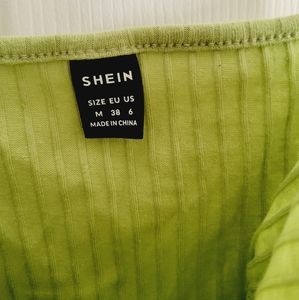 SHEIN
SIZE EU US
M 38 6
MADE IN CHINA